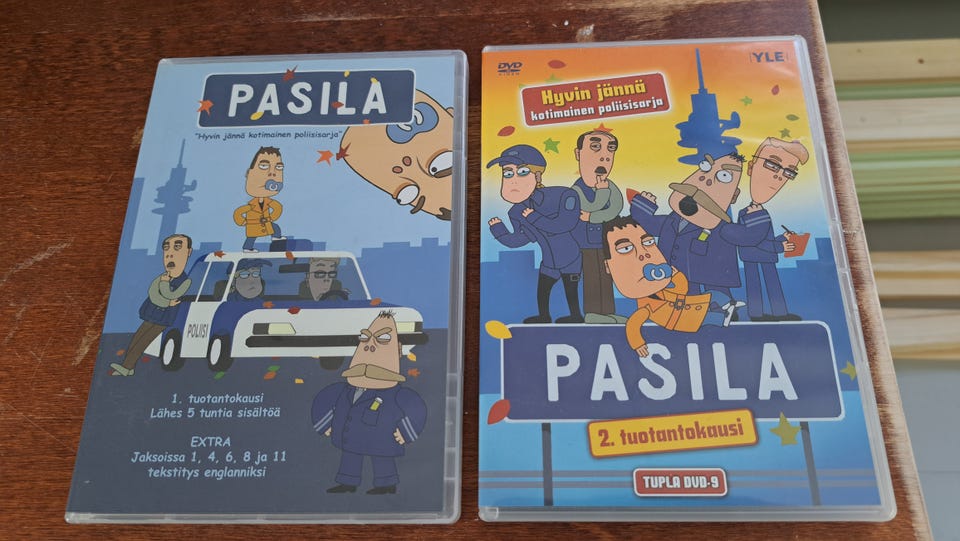 PASILA
"Hyvin jännä kotimainen poliisisarja"
POLIISI
1. tuotantokausi
Lähes 5 tuntia sisältöä
EXTRA
Jaksoissa 1, 4, 6, 8 ja 11
tekstitys englanniksi
DVD
VIDEO
YLE
Hyvin jännä
kotimainen poliisisarja
PASILA
2. tuotantokausi
TUPLA DVD-9